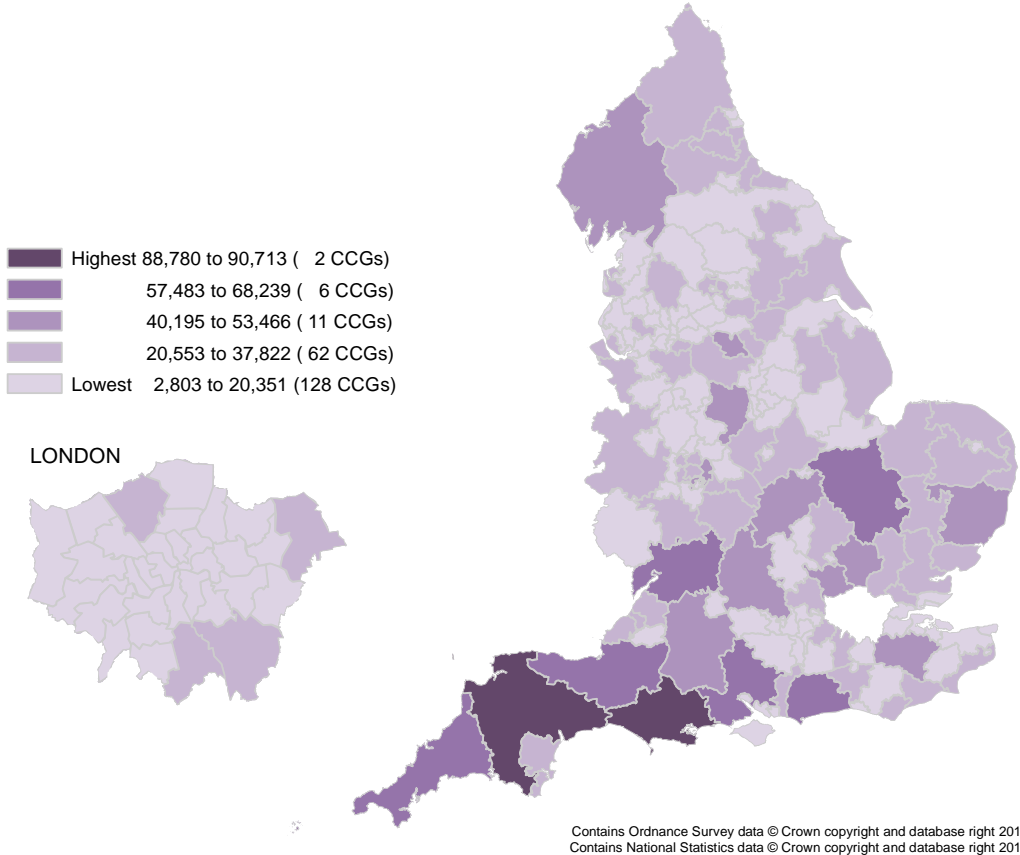 Highest 88,780 to 90,713 (   2 CCGs)
57,483 to 68,239 (   6 CCGs)
40,195 to 53,466 ( 11 CCGs)
20,553 to 37,822 ( 62 CCGs)
Lowest   2,803 to 20,351 (128 CCGs)
LONDON
Contains Ordnance Survey data © Crown copyright and database right 201
Contains National Statistics data © Crown copyright and database right 201